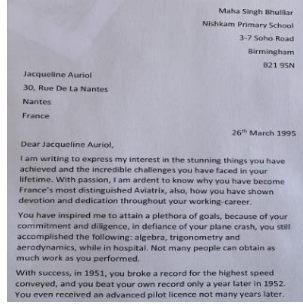 Maha Singh Bhullar
Nishkam Primary School
3-7 Soho Road
Birmingham
B21 9SN
Jacqueline Auriol
30, Rue De La Nantes
Nantes
France
26th March 1995
Dear Jacqueline Auriol,
I am writing to express my interest in the stunning things you have
achieved and the incredible challenges you have faced in your
lifetime. With passion, I am ardent to know why you have become
France's most distinguished Aviatrix, also, how you have shown
devotion and dedication throughout your working-career.
You have inspired me to attain a plethora of goals, because of your
commitment and diligence, in defiance of your plane crash, you still
accomplished the following: algebra, trigonometry and
aerodynamics, while in hospital. Not many people can obtain as
much work as you performed.
With success, in 1951, you broke a record for the highest speed
conveyed, and you beat your own record only a year later in 1952.
You even received an advanced pilot licence not many years later.